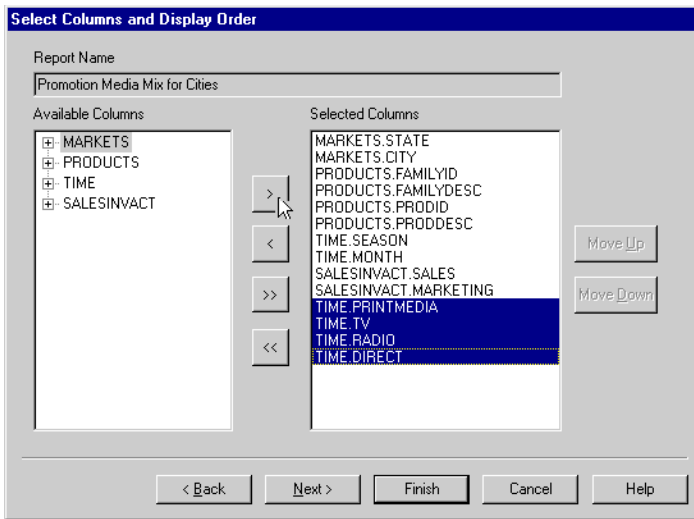 Select Columns and Display Order
Report Name
Promotion Media Mix for Cities
Available Columns
MARKETS
PRODUCTS
TIME
SALESINVACT
>
<
>>
<<
Selected Columns
MARKETS.STATE
MARKETS.CITY
PRODUCTS.FAMILYID
PRODUCTS.FAMILYDESC
PRODUCTS.PRODID
PRODUCTS.PRODDESC
TIME.SEASON
TIME.MONTH
SALESINVACT.SALES
SALESINVACT.MARKETING
TIME.PRINTMEDIA
TIME.TV
TIME.RADIO
TIME.DIRECT
Move Up
Move Down
< Back
Next >
Finish
Cancel
Help